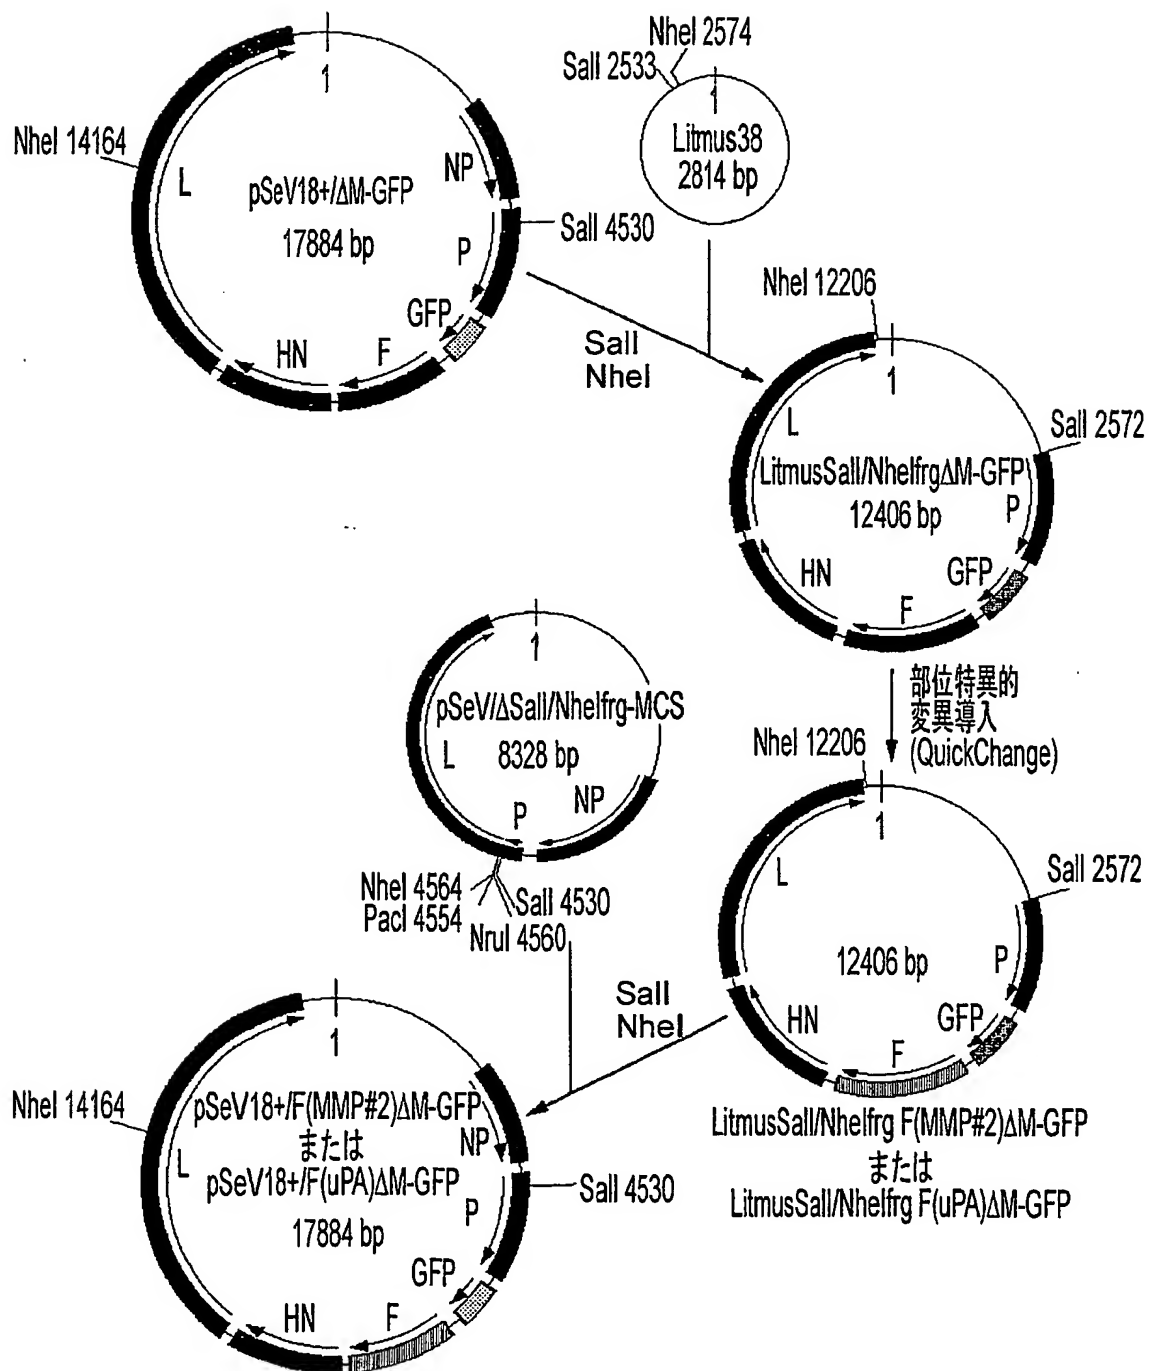 NheI 14164
1
L
pSeV18+/ΔM-GFP
17884 bp
NP
SalI 4530
P
GFP
F
HN
NheI 2574
SalI 2533
1
Litmus38
2814 bp
SalI
NheI
NheI 12206
1
SalI 2572
L
LitmusSalI/NheIfrgΔM-GFP
12406 bp
P
GFP
F
HN
部位特異的
変異導入
(QuickChange)
1
pSeV/ΔSalI/NheIfrg-MCS
8328 bp
L
P
NP
NheI 4564
PacI 4554
SalI 4530
NruI 4560
NheI 12206
1
SalI 2572
L
12406 bp
P
GFP
F
HN
LitmusSalI/NheIfrg F(MMP#2)ΔM-GFP
または
LitmusSalI/NheIfrg F(uPA)ΔM-GFP
SalI
NheI
NheI 14164
1
pSeV18+/F(MMP#2)ΔM-GFP
または
pSeV18+/F(uPA)ΔM-GFP
17884 bp
L
NP
SalI 4530
P
GFP
F
HN